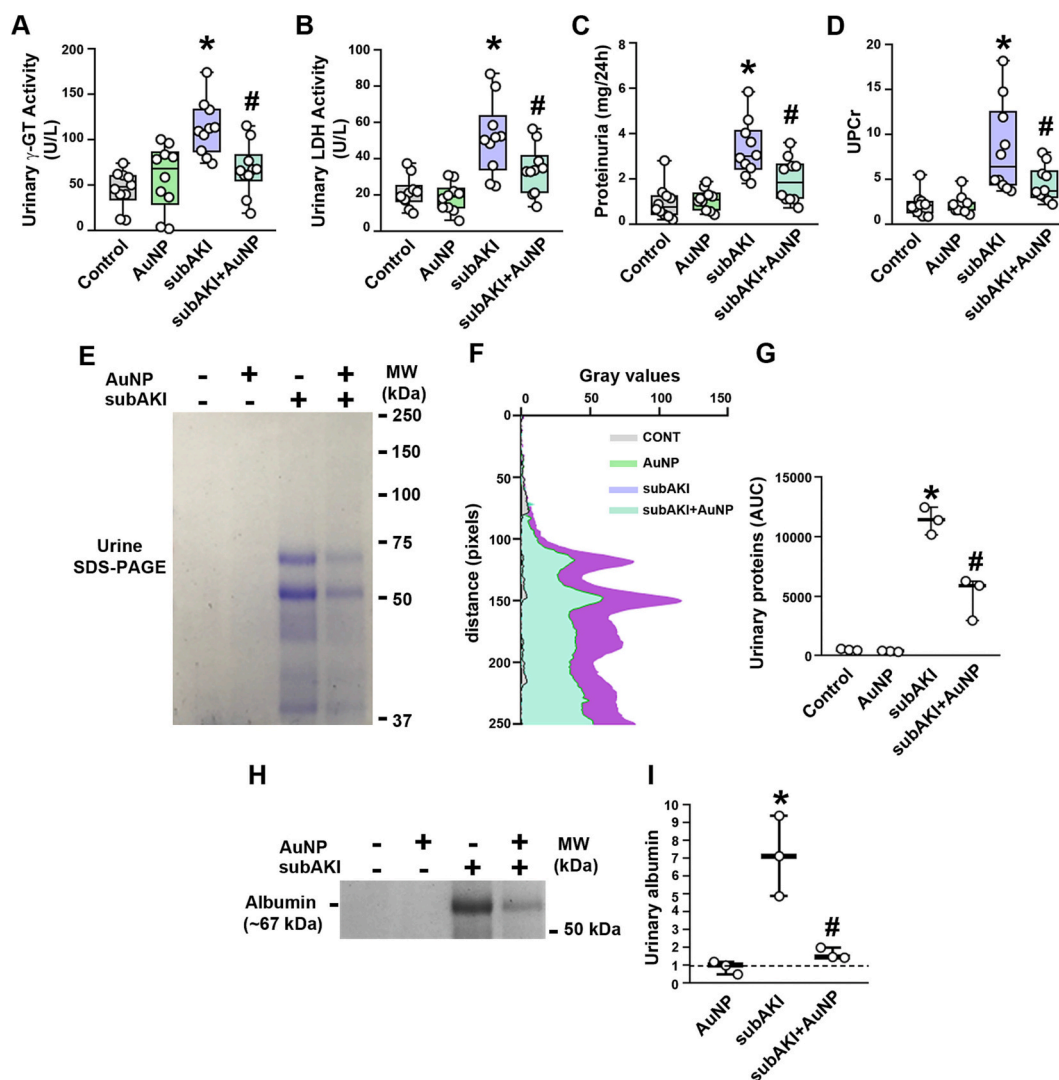 A
Urinary γ-GT Activity
(U/L)
200
150
100
50
0
*
#
Control
AuNP
subAKI
subAKI+AuNP
B
Urinary LDH Activity
(U/L)
100
80
60
40
20
0
*
#
Control
AuNP
subAKI
subAKI+AuNP
C
Proteinuria (mg/24h)
8
6
4
2
0
*
#
Control
AuNP
subAKI
subAKI+AuNP
D
UPCr
20
15
10
5
0
*
#
Control
AuNP
subAKI
subAKI+AuNP
E
AuNP - + - + MW
subAKI - - + + (kDa)
- 250
- 150
- 100
- 75
- 50
- 37
Urine
SDS-PAGE
F
Gray values
0 50 100 150
distance (pixels)
0
50
100
150
200
250
CONT
AuNP
subAKI
subAKI+AuNP
G
Urinary proteins (AUC)
15000
10000
5000
0
*
#
Control
AuNP
subAKI
subAKI+AuNP
H
AuNP - + - + MW
subAKI - - + + (kDa)
Albumin -
(~67 kDa)
- 50 kDa
I
Urinary albumin
10
9
8
7
6
5
4
3
2
1
0
*
#
AuNP
subAKI
subAKI+AuNP